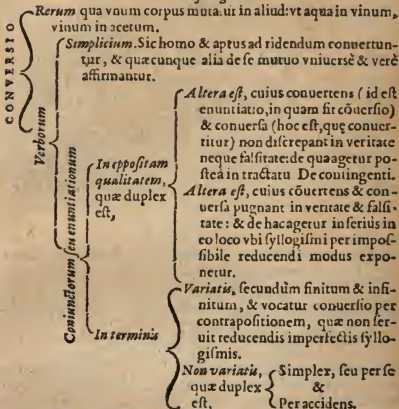 CONVERSIO
Rerum qua vnum corpus mutatur in aliud: vt aqua in vinum,
vinum in acetum.
Verborum
Simplicium. Sic homo & aptus ad ridendum conuertun-
tur, & quæcunque alia de se mutuo vniuersè & verè
affirmantur.
Coniunctorum seu enuntiationum
In oppositam
qualitatem,
quæ duplex
est,
Altera est, cuius conuertens (id est
enuntiatio, in quam fit cōuersio)
& conuersa (hoc est, quę conuer-
titur) non discrepant in veritate
neque falsitate: de qua agetur po-
steà in tractatu De contingenti.
Altera est, cuius cōuertens & con-
uersa pugnant in veritate & falsi-
tate: & de hac agetur inferiùs in
eo loco vbi syllogismi per impos-
sibile reducendi modus expo-
netur.
In terminis
Variatis, secundùm finitum & infi-
nitum, & vocatur conuersio per
contrapositionem, quæ non ser-
uit reducendis imperfectis syllo-
gismis.
Non variatis,
quæ duplex
est,
Simplex, seu per se
&
Per accidens.